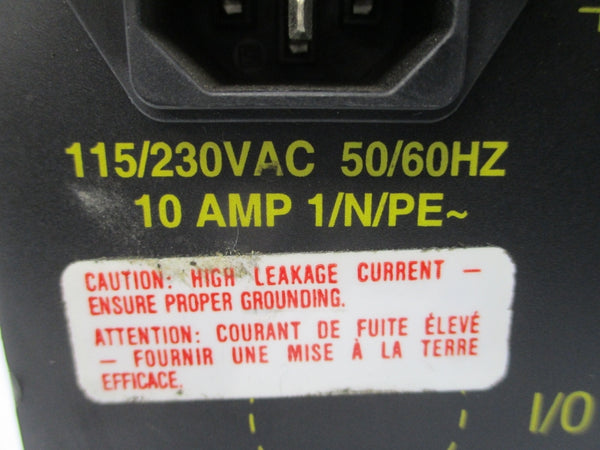 115/230VAC 50/60HZ
10 AMP 1/N/PE~
CAUTION: HIGH LEAKAGE CURRENT –
ENSURE PROPER GROUNDING.
ATTENTION: COURANT DE FUITE ÉLEVÉ
– FOURNIR UNE MISE À LA TERRE
EFFICACE.
I/O